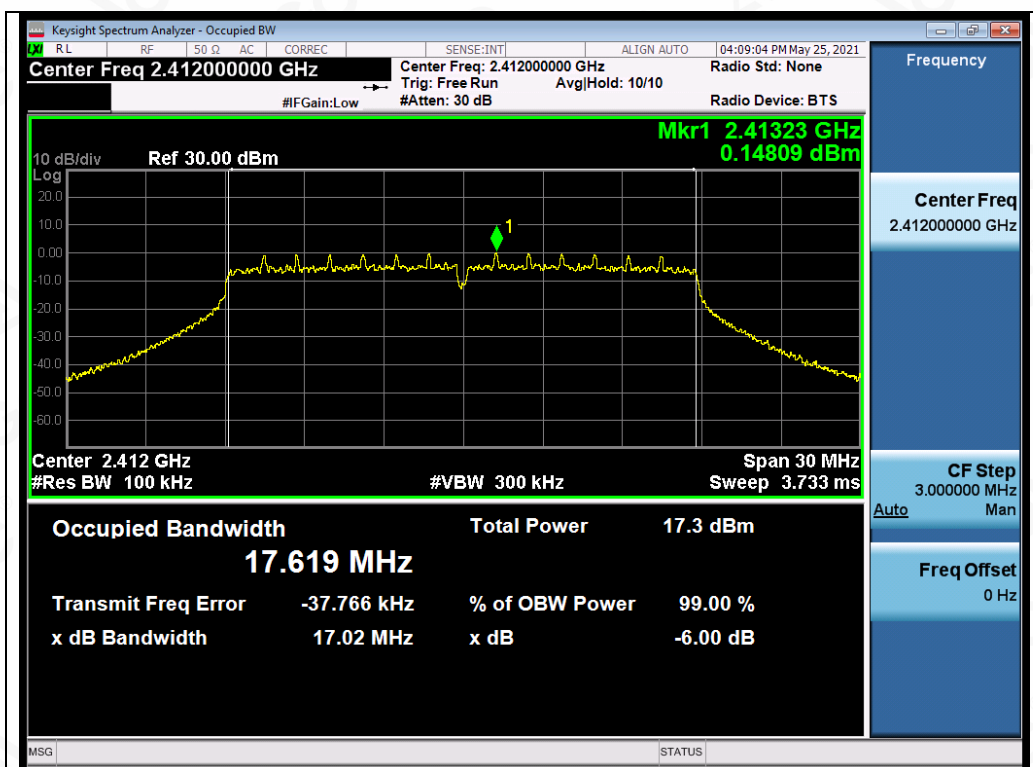 Keysight Spectrum Analyzer - Occupied BW
LXI RL RF 50 Ω AC CORREC SENSE:INT ALIGN AUTO 04:09:04 PM May 25, 2021
Center Freq 2.412000000 GHz Center Freq: 2.412000000 GHz Radio Std: None
Trig: Free Run Avg|Hold: 10/10
#IFGain:Low #Atten: 30 dB Radio Device: BTS
Frequency
Mkr1 2.41323 GHz
0.14809 dBm
10 dB/div Ref 30.00 dBm
Log
20.0
10.0
0.00
-10.0
-20.0
-30.0
-40.0
-50.0
-60.0
1
Center 2.412 GHz Span 30 MHz
#Res BW 100 kHz #VBW 300 kHz Sweep 3.733 ms
Center Freq
2.412000000 GHz
CF Step
3.000000 MHz
Auto Man
Freq Offset
0 Hz
Occupied Bandwidth Total Power 17.3 dBm
17.619 MHz
Transmit Freq Error -37.766 kHz % of OBW Power 99.00 %
x dB Bandwidth 17.02 MHz x dB -6.00 dB
MSG STATUS